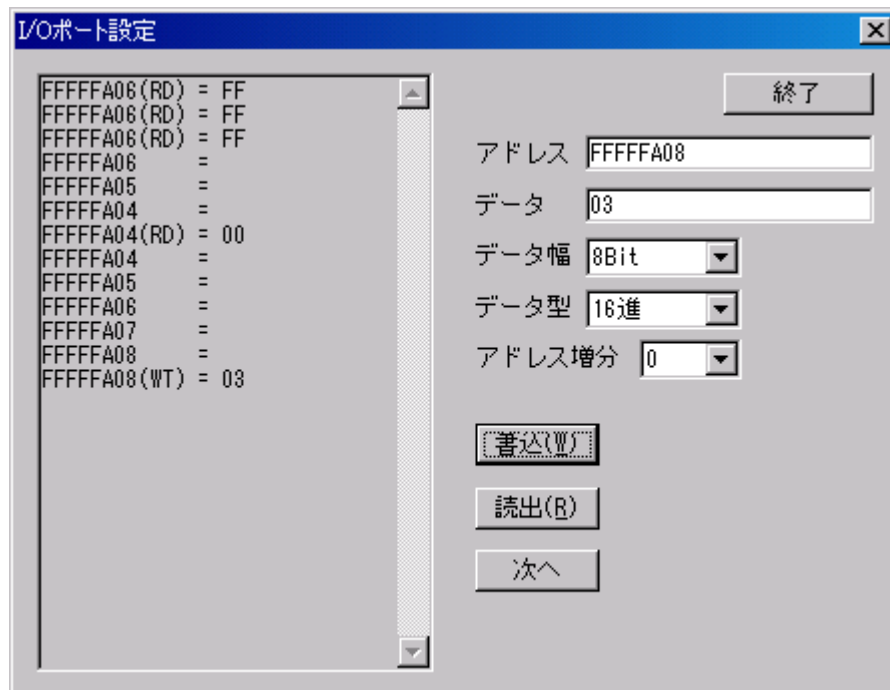 I/Oポート設定
FFFFFA06(RD) = FF
FFFFFA06(RD) = FF
FFFFFA06(RD) = FF
FFFFFA06     =
FFFFFA05     =
FFFFFA04     =
FFFFFA04(RD) = 00
FFFFFA04     =
FFFFFA05     =
FFFFFA06     =
FFFFFA07     =
FFFFFA08     =
FFFFFA08(WT) = 03
終了
アドレス FFFFFA08
データ 03
データ幅 8Bit
データ型 16進
アドレス増分 0
書込(W)
読出(R)
次へ